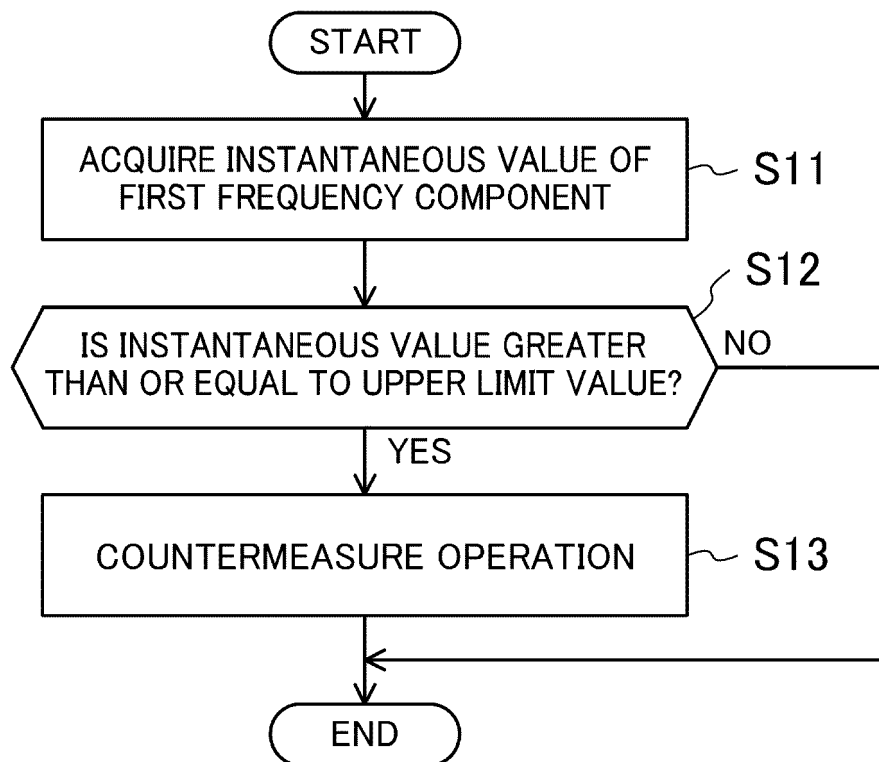 START
ACQUIRE INSTANTANEOUS VALUE OF
FIRST FREQUENCY COMPONENT
S11
S12
IS INSTANTANEOUS VALUE GREATER
THAN OR EQUAL TO UPPER LIMIT VALUE?
NO
YES
COUNTERMEASURE OPERATION
S13
END